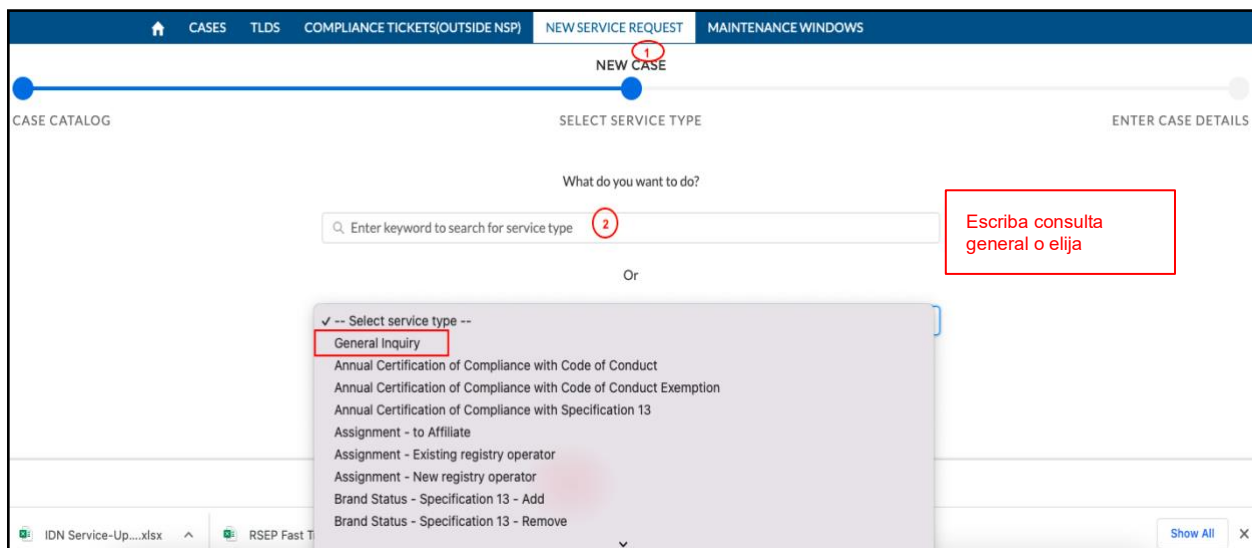 CASES TLDS COMPLIANCE TICKETS(OUTSIDE NSP) NEW SERVICE REQUEST MAINTENANCE WINDOWS
1
NEW CASE
CASE CATALOG SELECT SERVICE TYPE ENTER CASE DETAILS
What do you want to do?
Enter keyword to search for service type 2
Escriba consulta
general o elija
Or
✓ -- Select service type --
General Inquiry
Annual Certification of Compliance with Code of Conduct
Annual Certification of Compliance with Code of Conduct Exemption
Annual Certification of Compliance with Specification 13
Assignment - to Affiliate
Assignment - Existing registry operator
Assignment - New registry operator
Brand Status - Specification 13 - Add
Brand Status - Specification 13 - Remove
IDN Service-Up....xlsx RSEP Fast Show All X